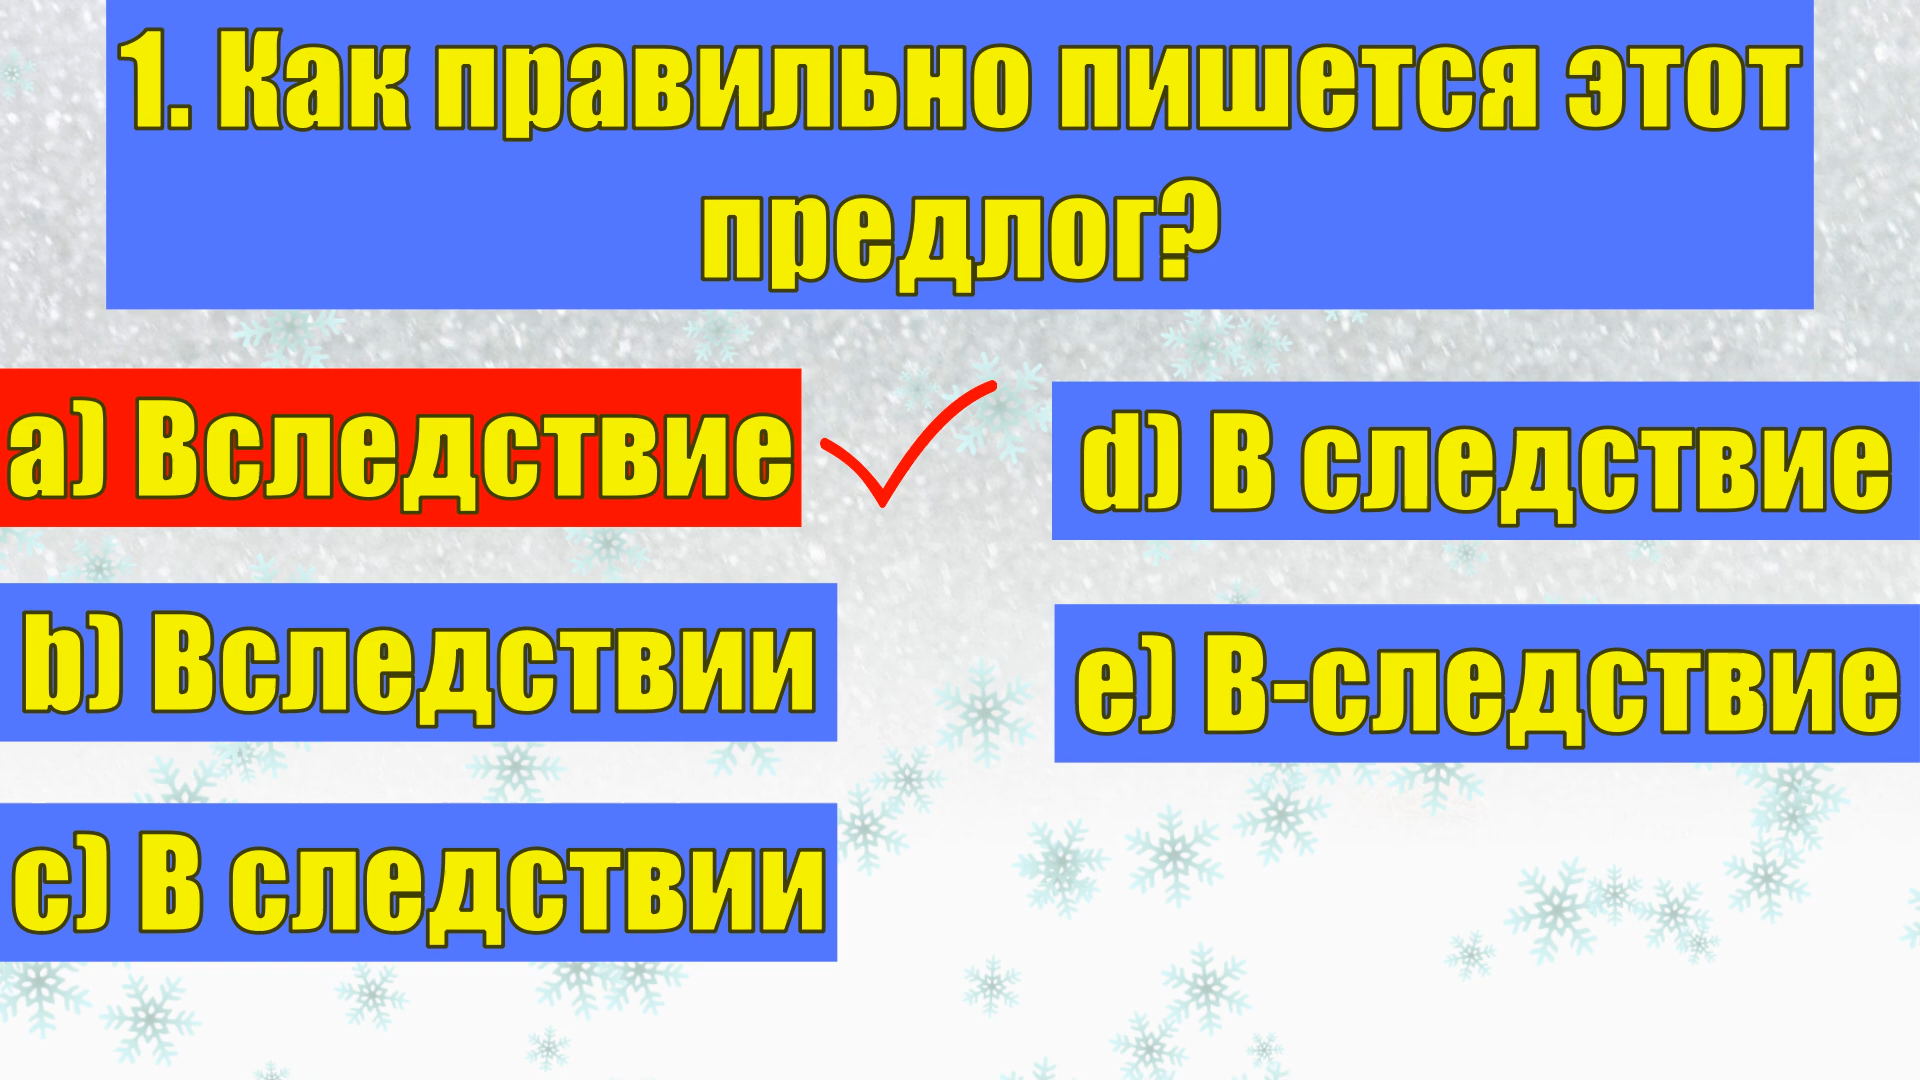 1. Как правильно пишется этот
предлог?
a) Вследствие
b) Вследствии
c) В следствии
d) В следствие
e) В-следствие